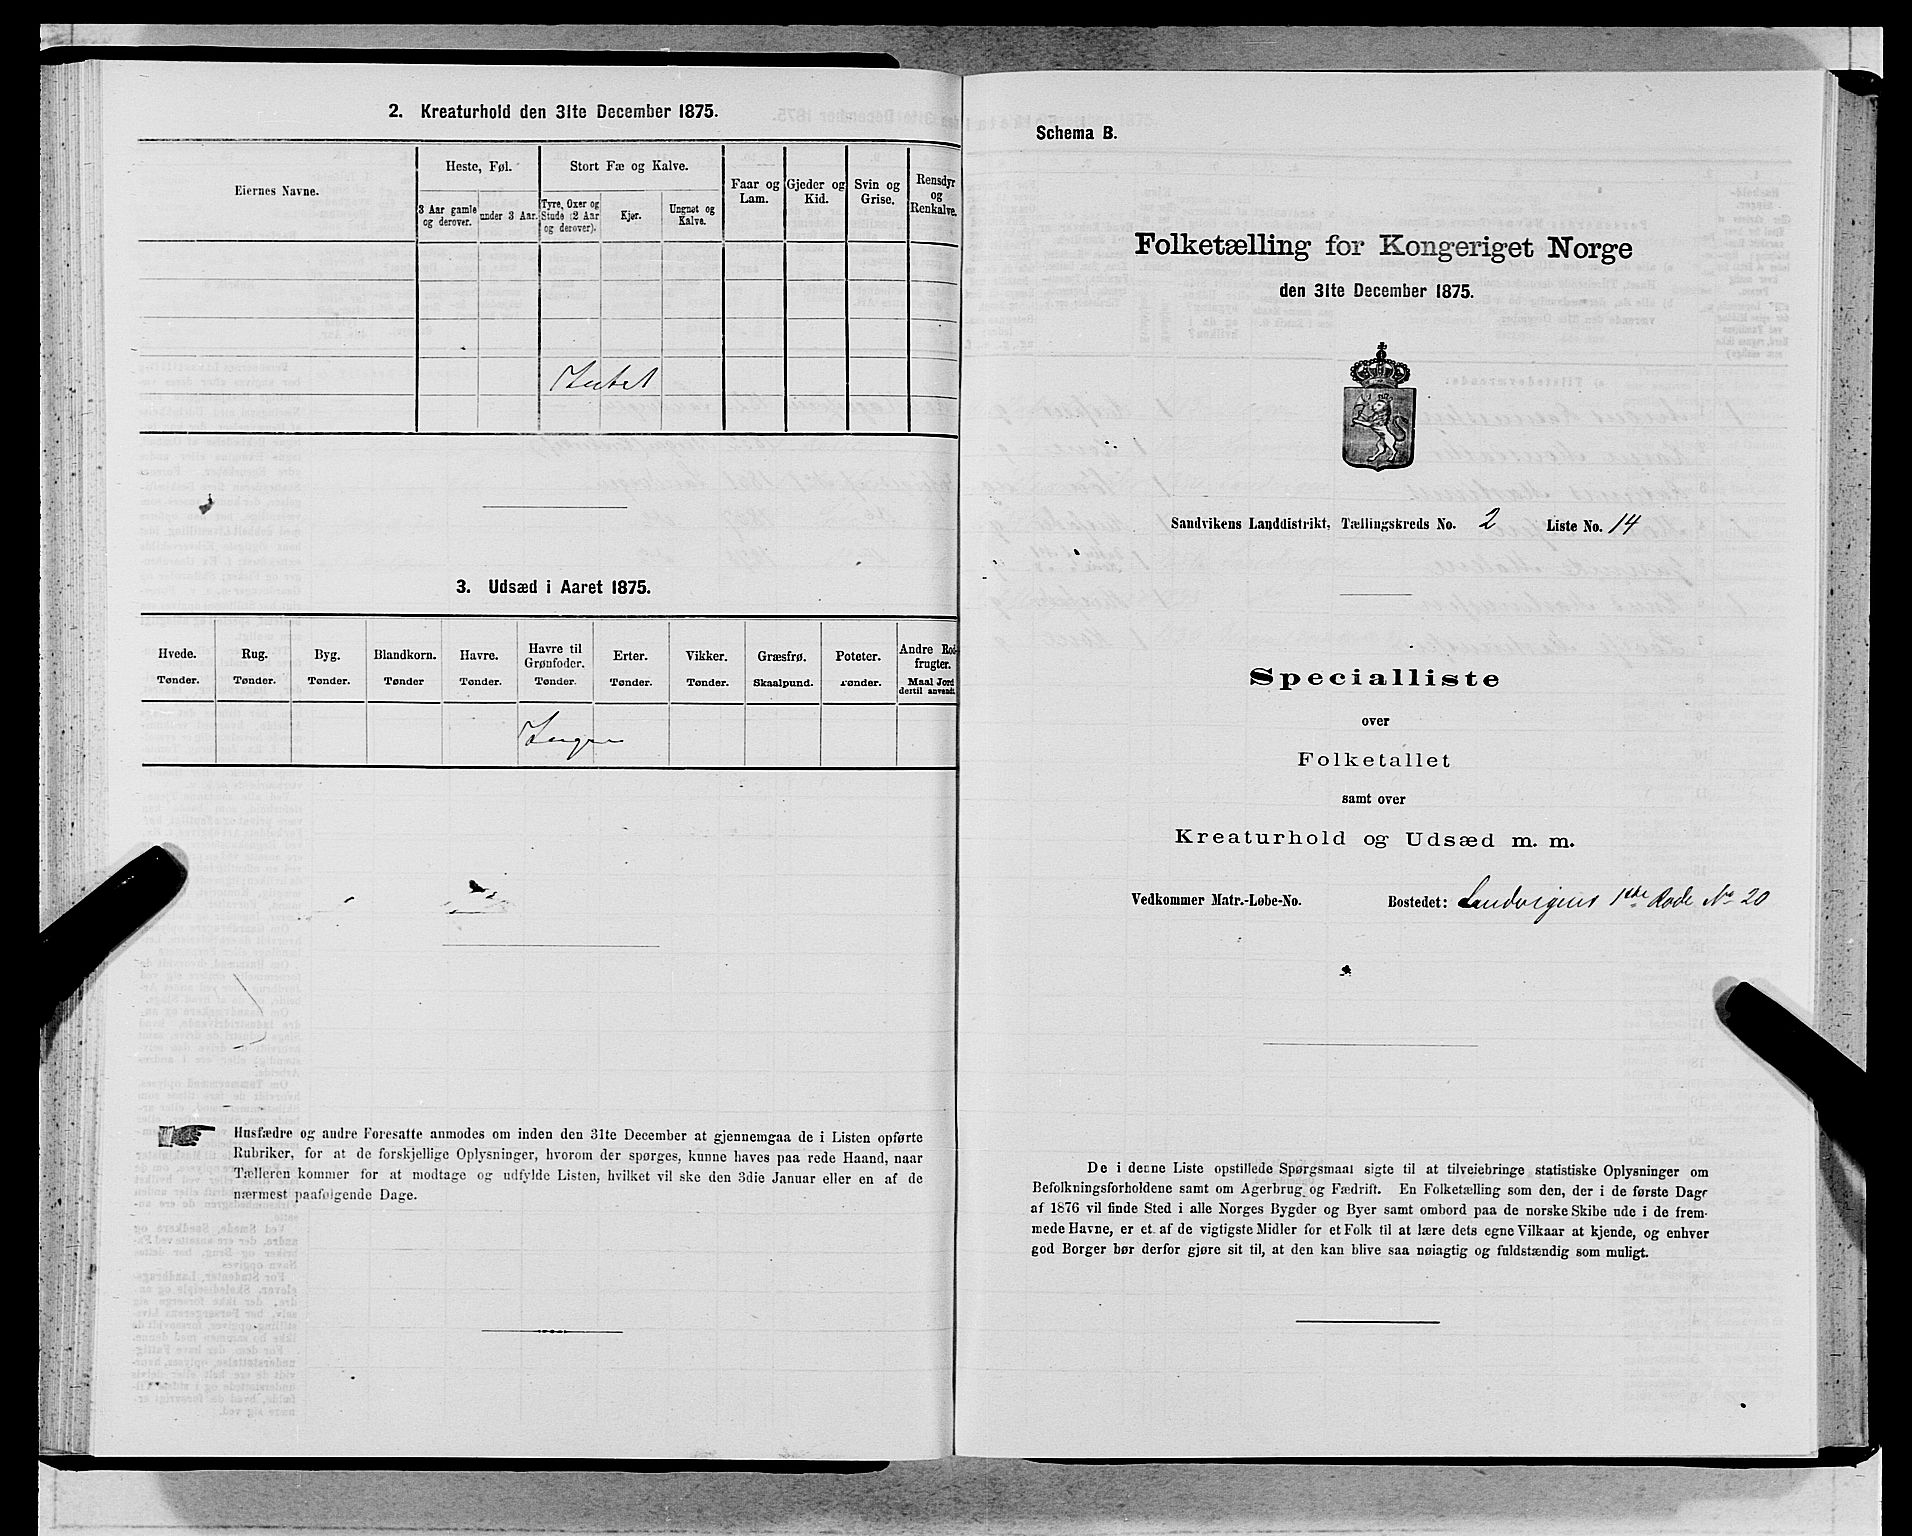 2. Kreaturhold den 31te December 1875.
Eiernes Navne.
Heste, Føl.
Stort Fæ og Kalve.
Faar og
Lam.
Gjeder og
Kid.
Svin og
Grise.
Rensdyr
og
Renkalve.
3 Aar gamle
og derover.
under 3 Aar.
Tyre, Oxer og
Stude (2 Aar
og derover).
Kjør.
Ungnøt og
Kalve.
Intet
3. Udsæd i Aaret 1875.
Hvede.
Tønder.
Rug.
Tønder.
Byg.
Tønder.
Blandkorn.
Tønder
Havre.
Tønder.
Havre til
Grønfoder.
Tønder.
Erter.
Tønder.
Vikker.
Tønder.
Græsfrø.
Skaalpund.
Poteter.
Tønder.
Andre Rod-
frugter.
Maal Jord
dertil anvendt.
Ingen
Husfædre og andre Foresatte anmodes om inden den 31te December at gjennemgaa de i Listen opførte
Rubriker, for at de forskjellige Oplysninger, hvorom der spørges, kunne haves paa rede Haand, naar
Tælleren kommer for at modtage og udfylde Listen, hvilket vil ske den 3die Januar eller en af de
nærmest paafølgende Dage.
Schema B.
Folketælling for Kongeriget Norge
den 31te December 1875.
Sandvikens Landdistrikt, Tællingskreds No. 2 Liste No. 14
Specialliste
over
Folketallet
samt over
Kreaturhold og Udsæd m. m.
Vedkommer Matr.-Løbe-No. Bostedet: Sandvigens 1ste Rode No 20
De i denne Liste opstillede Spørgsmaal sigte til at tilveiebringe statistiske Oplysninger om
Befolkningsforholdene samt om Agerbrug og Fædrift. En Folketælling som den, der i de første Dage
af 1876 vil finde Sted i alle Norges Bygder og Byer samt ombord paa de norske Skibe ude i de frem-
mede Havne, er et af de vigtigste Midler for et Folk til at lære dets egne Vilkaar at kjende, og enhver
god Borger bør derfor gjøre sit til, at den kan blive saa nøiagtig og fuldstændig som muligt.